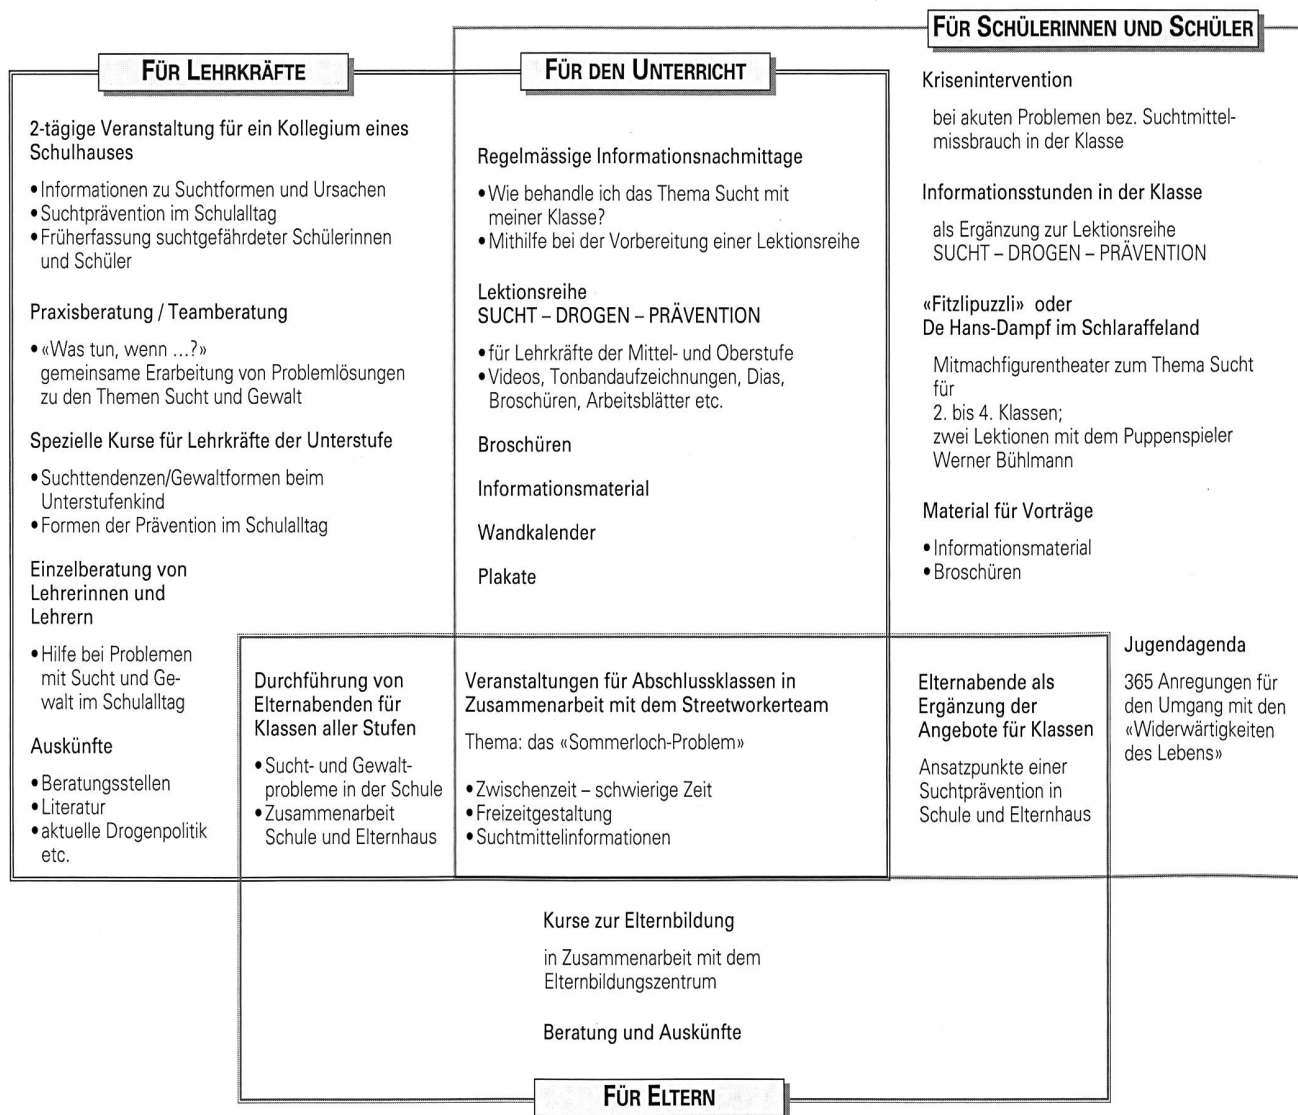 FÜR LEHRKRÄFTE
2-tägige Veranstaltung für ein Kollegium eines
Schulhauses
• Informationen zu Suchtformen und Ursachen
• Suchtprävention im Schulalltag
• Früherfassung suchtgefährdeter Schülerinnen
und Schüler
Praxisberatung / Teamberatung
• «Was tun, wenn ...?»
gemeinsame Erarbeitung von Problemlösungen
zu den Themen Sucht und Gewalt
Spezielle Kurse für Lehrkräfte der Unterstufe
• Suchttendenzen/Gewaltformen beim
Unterstufenkind
• Formen der Prävention im Schulalltag
Einzelberatung von
Lehrerinnen und
Lehrern
• Hilfe bei Problemen
mit Sucht und Ge-
walt im Schulalltag
Auskünfte
• Beratungsstellen
• Literatur
• aktuelle Drogenpolitik
etc.
FÜR DEN UNTERRICHT
Regelmässige Informationsnachmittage
• Wie behandle ich das Thema Sucht mit
meiner Klasse?
• Mithilfe bei der Vorbereitung einer Lektionsreihe
Lektionsreihe
SUCHT – DROGEN – PRÄVENTION
• für Lehrkräfte der Mittel- und Oberstufe
• Videos, Tonbandaufzeichnungen, Dias,
Broschüren, Arbeitsblätter etc.
Broschüren
Informationsmaterial
Wandkalender
Plakate
FÜR SCHÜLERINNEN UND SCHÜLER
Krisenintervention
bei akuten Problemen bez. Suchtmittel-
missbrauch in der Klasse
Informationsstunden in der Klasse
als Ergänzung zur Lektionsreihe
SUCHT – DROGEN – PRÄVENTION
«Fitzlipuzzli» oder
De Hans-Dampf im Schlaraffeland
Mitmachfigurentheater zum Thema Sucht
für
2. bis 4. Klassen;
zwei Lektionen mit dem Puppenspieler
Werner Bühlmann
Material für Vorträge
• Informationsmaterial
• Broschüren
Jugendagenda
365 Anregungen für
den Umgang mit den
«Widerwärtigkeiten
des Lebens»
Durchführung von
Elternabenden für
Klassen aller Stufen
• Sucht- und Gewalt-
probleme in der Schule
• Zusammenarbeit
Schule und Elternhaus
Veranstaltungen für Abschlussklassen in
Zusammenarbeit mit dem Streetworkerteam
Thema: das «Sommerloch-Problem»
• Zwischenzeit – schwierige Zeit
• Freizeitgestaltung
• Suchtmittelinformationen
Elternabende als
Ergänzung der
Angebote für Klassen
Ansatzpunkte einer
Suchtprävention in
Schule und Elternhaus
Kurse zur Elternbildung
in Zusammenarbeit mit dem
Elternbildungszentrum
Beratung und Auskünfte
FÜR ELTERN